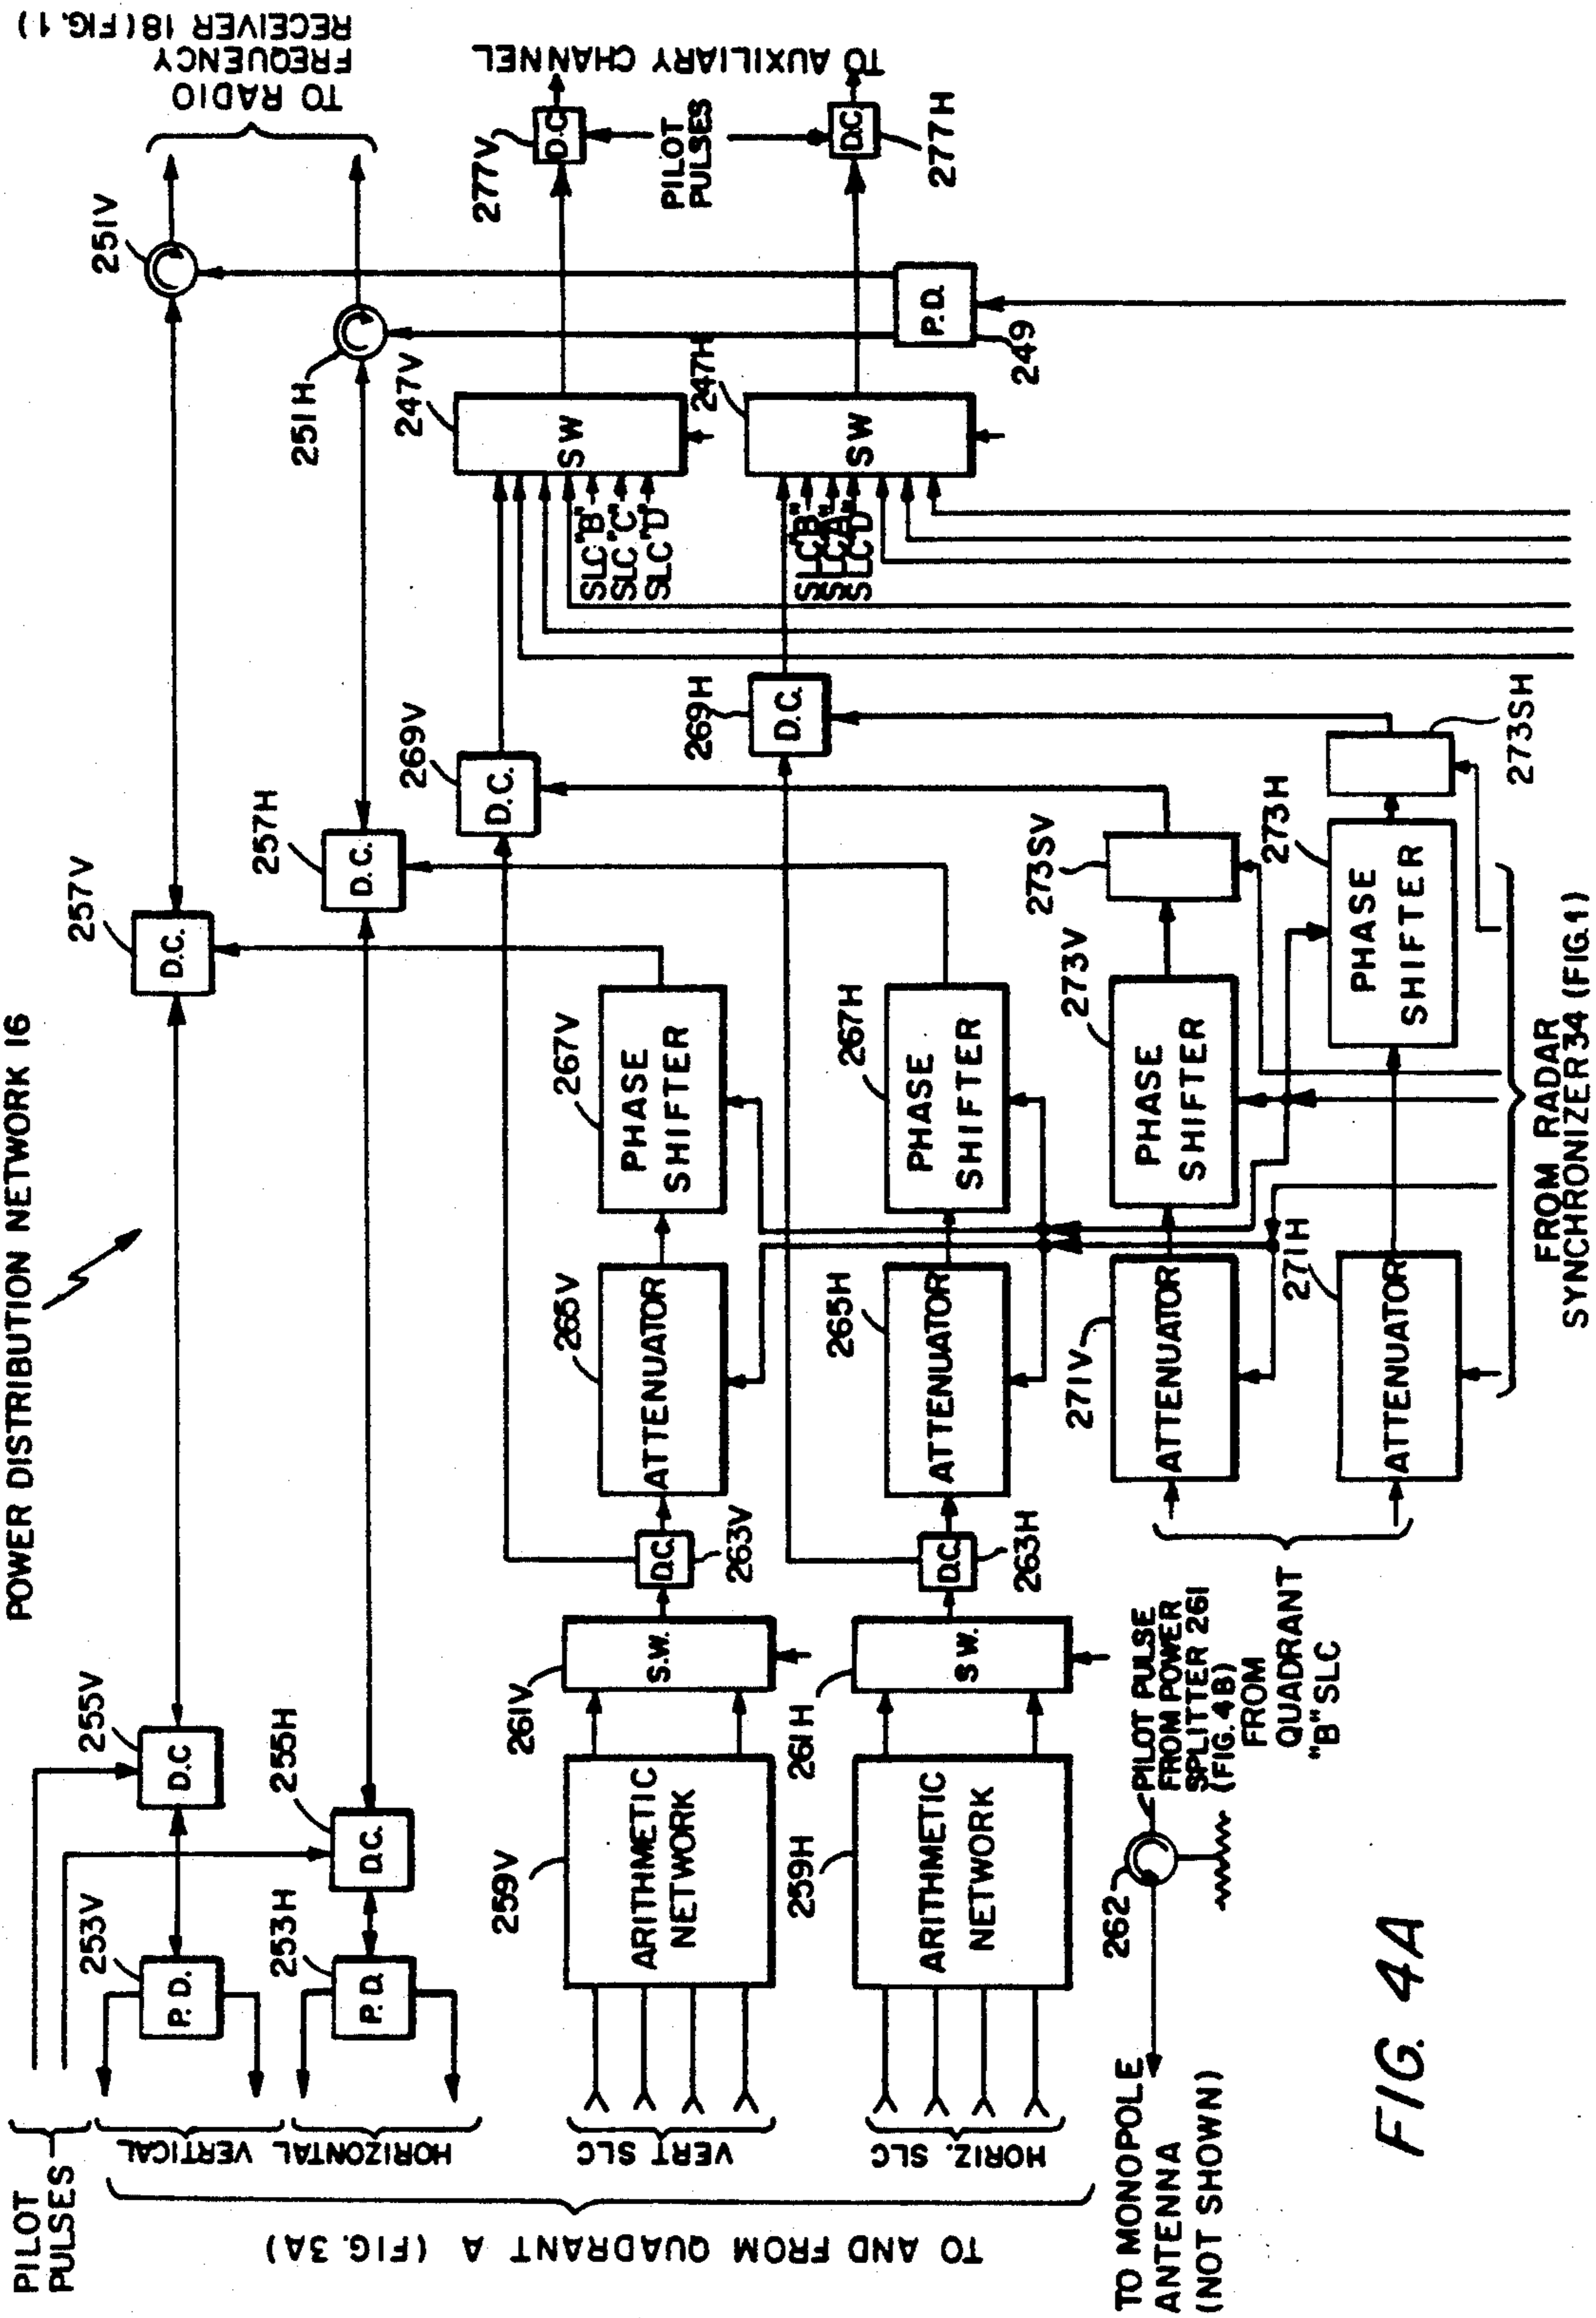 POWER DISTRIBUTION NETWORK 16
PILOT
PULSES
VERTICAL
HORIZONTAL
VERT SLC
HORIZ. SLC
TO AND FROM QUADRANT A (FIG. 3A)
253V
P.D.
255V
D.C
257V
D.C.
251V
253H
P.D.
255H
D.C.
257H
D.C.
251H
TO RADIO
FREQUENCY
RECEIVER 18 (FIG. 1)
259V
ARITHMETIC
NETWORK
261V
S.W.
263V
D.C.
265V
ATTENUATOR
267V
PHASE
SHIFTER
269V
D.C.
247V
SW
SLC "B"
SLC "C"
SLC "D"
277V
D.C
TO AUXILIARY CHANNEL
PILOT
PULSES
259H
ARITHMETIC
NETWORK
261H
SW.
263H
D.C.
265H
ATTENUATOR
267H
PHASE
SHIFTER
269H
D.C.
247H
SW
SLC "B"
SLC "A"
SLC "D"
277H
D.C
P.D.
249
271V
ATTENUATOR
273V
PHASE
SHIFTER
273SV
271H
ATTENUATOR
273H
PHASE
SHIFTER
273SH
262
PILOT PULSE
FROM POWER
SPLITTER 261
(FIG. 4B)
FROM
QUADRANT
"B" SLC
TO MONOPOLE
ANTENNA
(NOT SHOWN)
FROM RADAR
SYNCHRONIZER 34 (FIG.1)
FIG. 4A